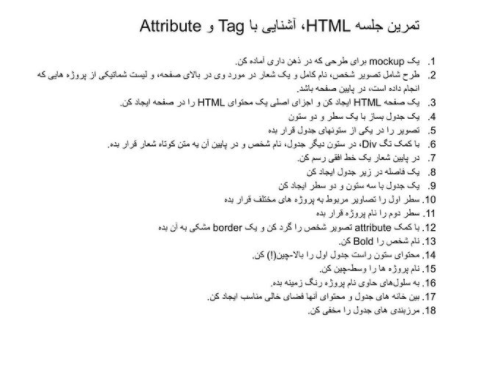 تمرین جلسه HTML، آشنایی با Tag و Attribute
1. یک mockup برای طرحی که در ذهن داری آماده کن.
2. طرح شامل تصویر شخص، نام کامل و یک شعار در مورد وی در بالای صفحه، و لیست شماتیکی از پروژه هایی که
انجام داده است، در پایین صفحه باشد.
3. یک صفحه HTML ایجاد کن و اجزای اصلی یک محتوای HTML را در صفحه ایجاد کن.
4. یک جدول بساز با یک سطر و دو ستون
5. تصویر را در یکی از ستونهای جدول قرار بده
6. با کمک تگ Div، در ستون دیگر جدول، نام شخص و در پایین آن یه متن کوتاه شعار قرار بده.
7. در پایین شعار یک خط افقی رسم کن.
8. یک فاصله در زیر جدول ایجاد کن
9. یک جدول با سه ستون و دو سطر ایجاد کن
10. سطر اول را تصاویر مربوط به پروژه های مختلف قرار بده
11. سطر دوم را نام پروژه قرار بده
12. با کمک attribute تصویر شخص را گرد کن و یک border مشکی به آن بده
13. نام شخص را Bold کن.
14. محتوای ستون راست جدول اول را بالا-چین(!) کن.
15. نام پروژه ها را وسط-چین کن.
16. به سلول‌های حاوی نام پروژه رنگ زمینه بده.
17. بین خانه های جدول و محتوای آنها فضای خالی مناسب ایجاد کن.
18. مرزبندی های جدول را مخفی کن.